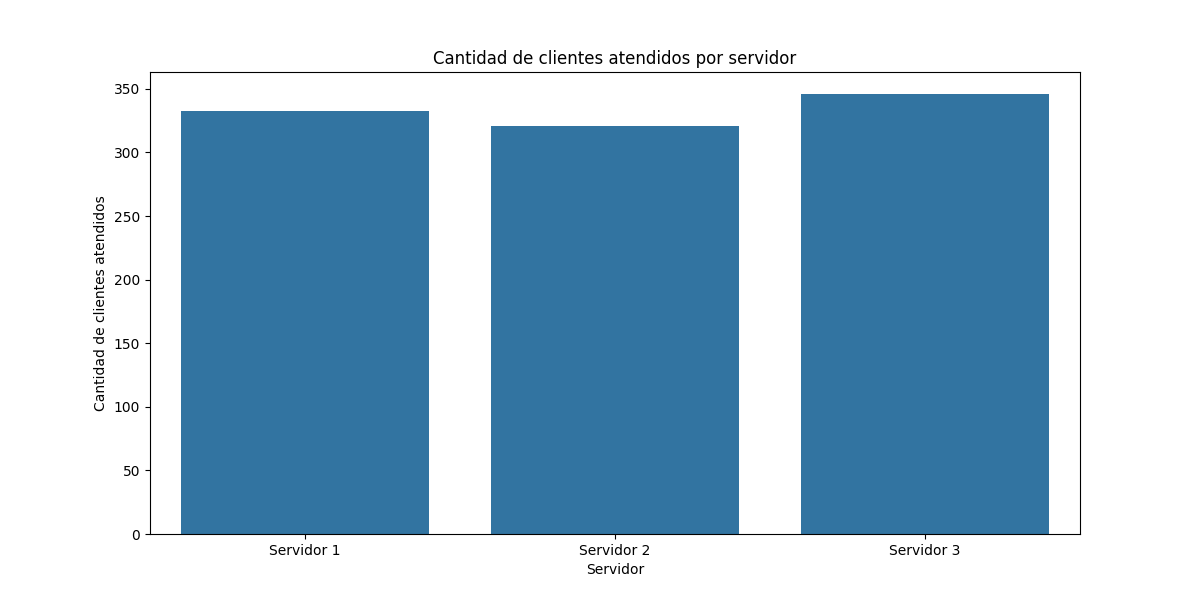 Cantidad de clientes atendidos por servidor
Cantidad de clientes atendidos
350
300
250
200
150
100
50
0
Servidor 1
Servidor 2
Servidor 3
Servidor